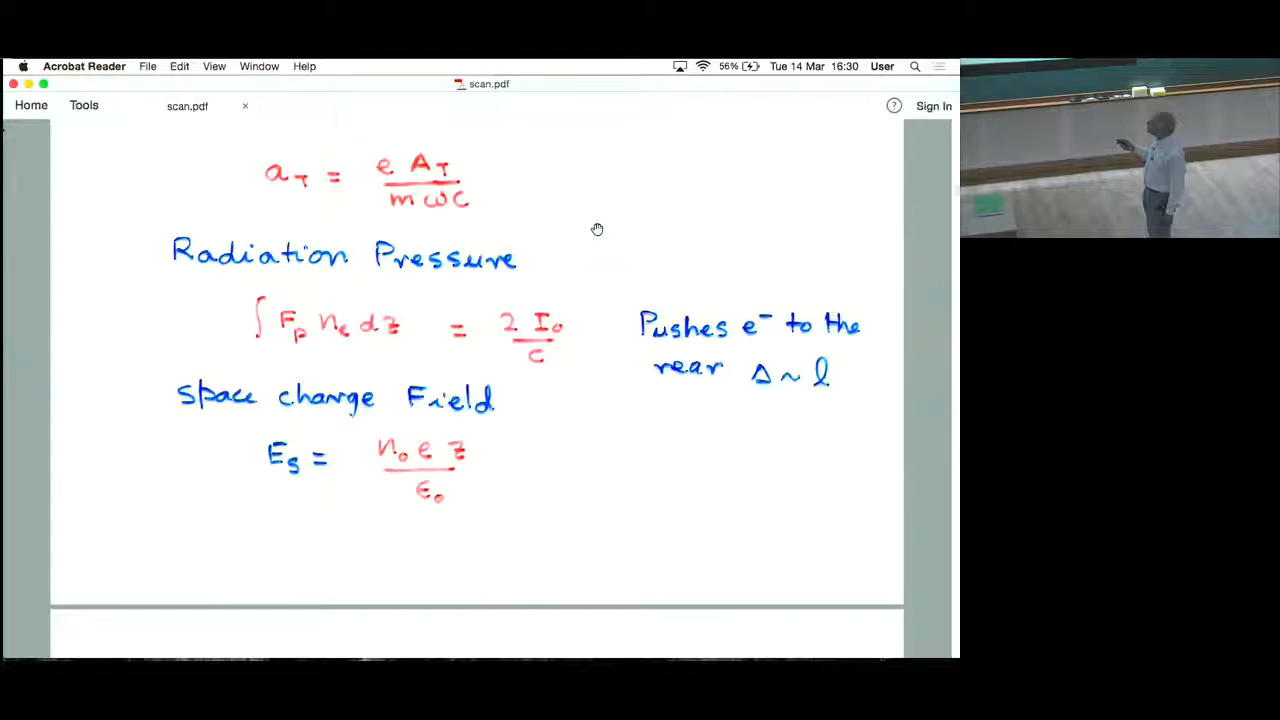 Acrobat Reader File Edit View Window Help 56% Tue 14 Mar 16:30 User
scan.pdf
Home Tools scan.pdf × ? Sign In
a_T = e A_T / m ω c
Radiation Pressure
∫ F_p n_e dz = 2 I_0 / c
Pushes e⁻ to the
rear Δ ~ l
Space change Field
E_s = n_0 e z / ε_0